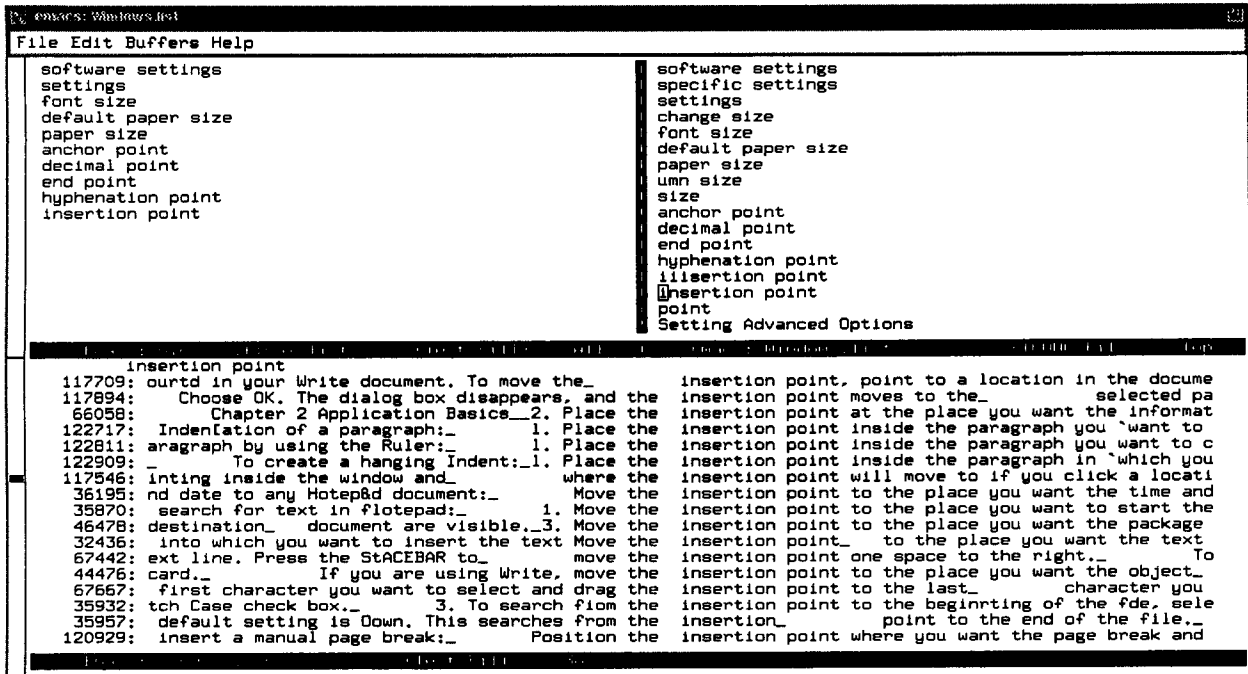 emacs: Windows.list
File Edit Buffers Help
software settings
settings
font size
default paper size
paper size
anchor point
decimal point
end point
hyphenation point
insertion point
software settings
specific settings
settings
change size
font size
default paper size
paper size
umn size
size
anchor point
decimal point
end point
hyphenation point
iiisertion point
insertion point
point
Setting Advanced Options
insertion point
117709: ourtd in your Write document. To move the_ insertion point, point to a location in the docume
117894: Choose OK. The dialog box disappears, and the insertion point moves to the_ selected pa
66058: Chapter 2 Application Basics__2. Place the insertion point at the place you want the informat
122717: Inden[ation of a paragraph:_ 1. Place the insertion point inside the paragraph you `want to
122811: aragraph by using the Ruler:_ 1. Place the insertion point inside the paragraph you want to c
122909: _ To create a hanging Indent:_1. Place the insertion point inside the paragraph in `which you
117546: inting inside the window and_ where the insertion point will move to if you click a locati
36195: nd date to any Hotep&d document:_ Move the insertion point to the place you want the time and
35870: search for text in flotepad:_ 1. Move the insertion point to the place you want to start the
46478: destination_ document are visible._3. Move the insertion point to the place you want the package
32436: into which you want to insert the text Move the insertion point_ to the place you want the text
67442: ext line. Press the StACEBAR to_ move the insertion point one space to the right._ To
44476: card._ If you are using Write, move the insertion point to the place you want the object_
67667: first character you want to select and drag the insertion point to the last_ character you
35932: tch Case check box._ 3. To search fiom the insertion point to the beginrting of the fde, sele
35957: default setting is Down. This searches from the insertion_ point to the end of the file._
120929: insert a manual page break:_ Position the insertion point where you want the page break and